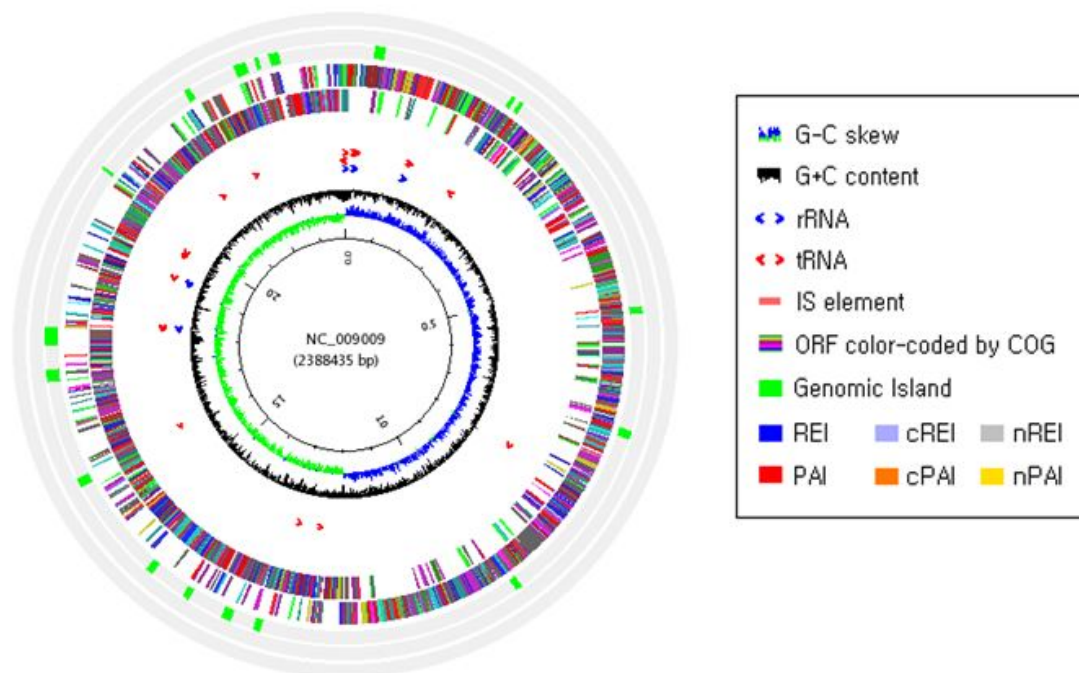 0.0
0.5
1.0
1.5
2.0
NC_009009
(2388435 bp)
G-C skew
G+C content
rRNA
tRNA
IS element
ORF color-coded by COG
Genomic Island
REI cREI nREI
PAI cPAI nPAI